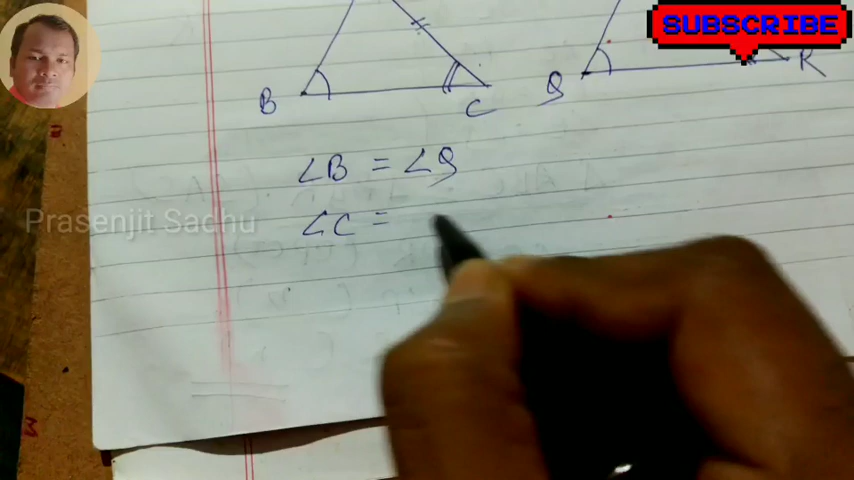 SUBSCRIBE
B
C
Q
R
∠B = ∠Q
∠C =
Prasenjit Sachu